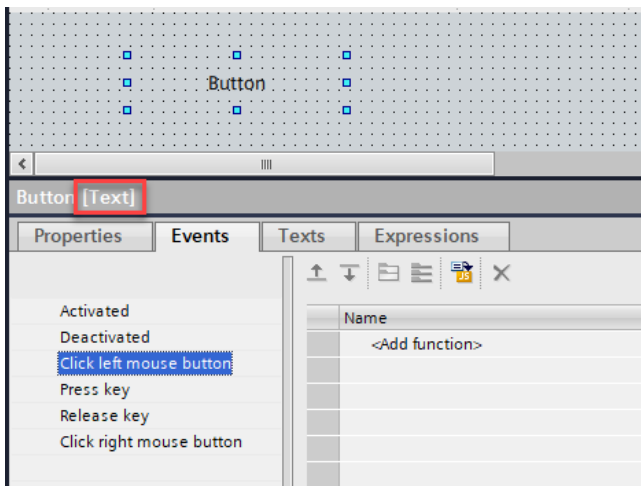 Button
Button [Text]
Properties Events Texts Expressions
Name
Activated <Add function>
Deactivated
Click left mouse button
Press key
Release key
Click right mouse button